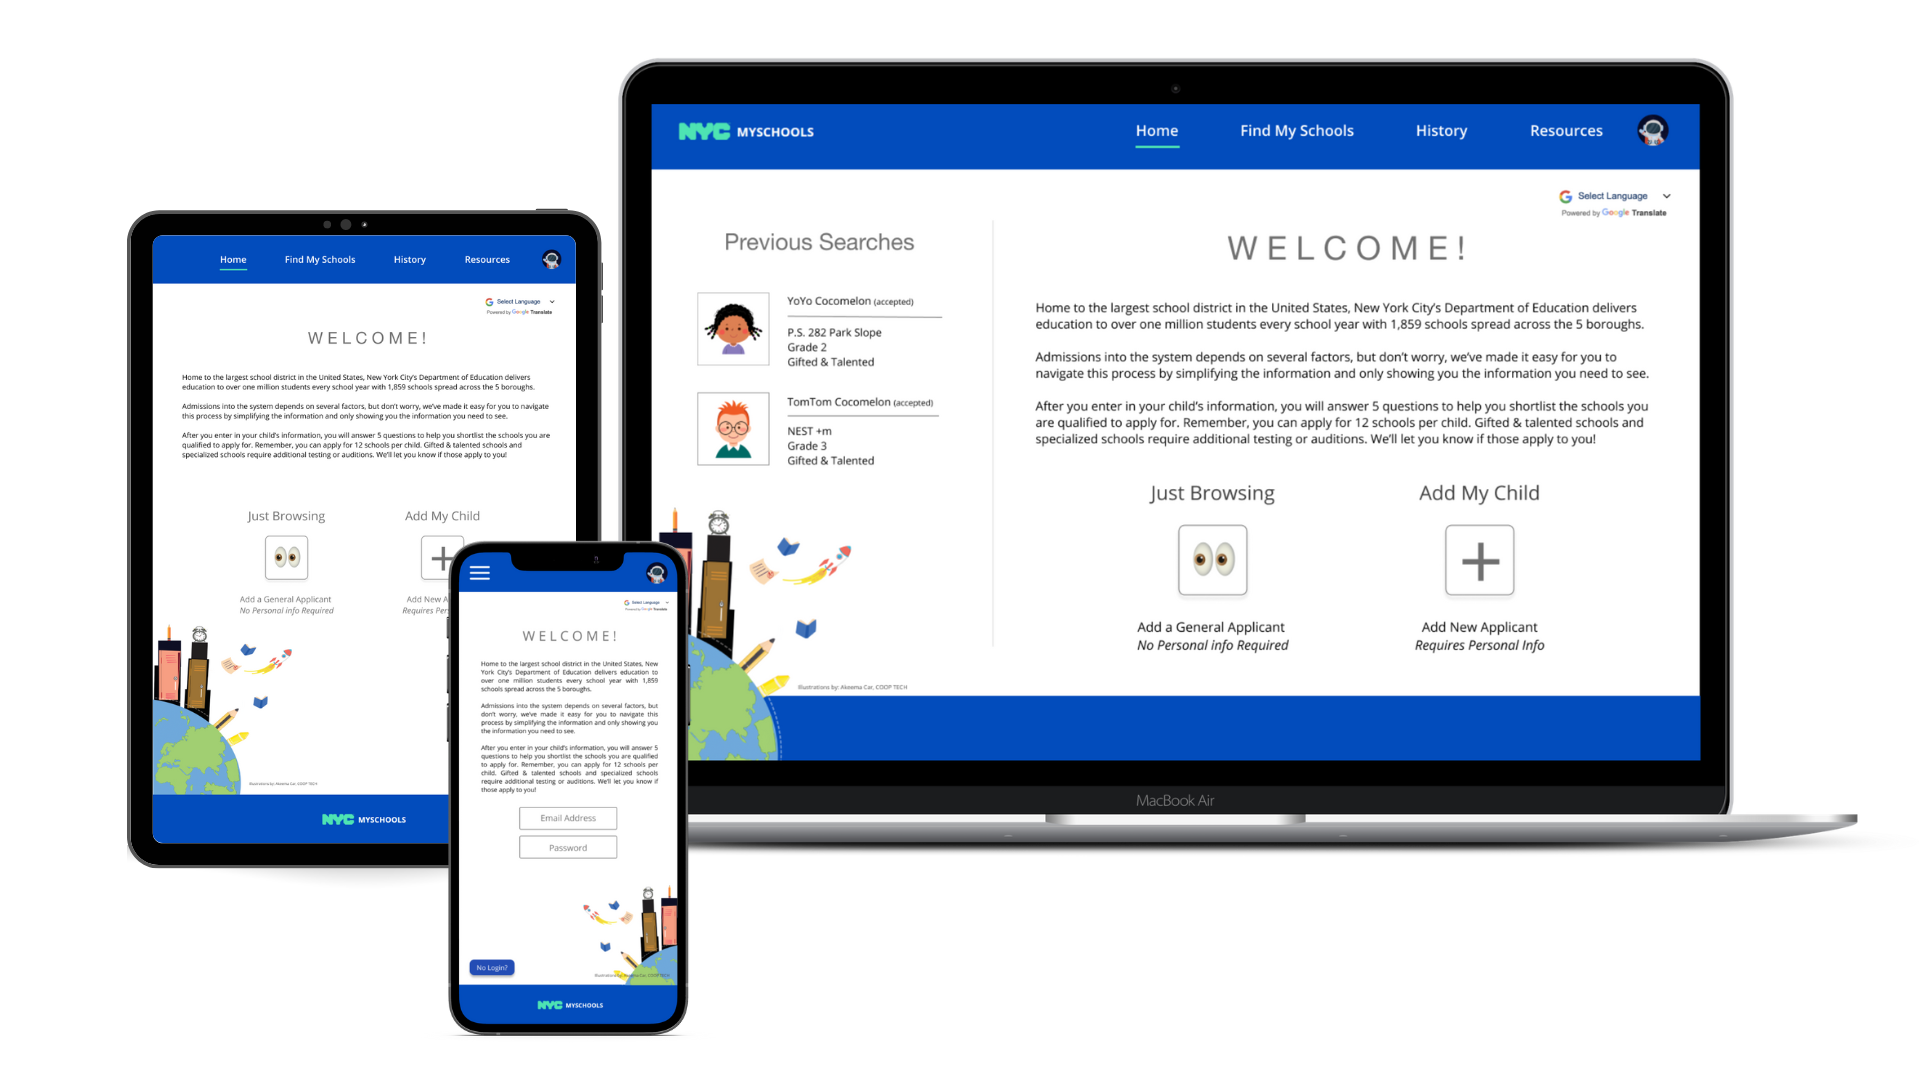 NYC MYSCHOOLS
Home
Find My Schools
History
Resources
Select Language
Powered by Google Translate
Previous Searches
YoYo Cocomelon (accepted)
P.S. 282 Park Slope
Grade 2
Gifted & Talented
TomTom Cocomelon (accepted)
NEST +m
Grade 3
Gifted & Talented
WELCOME!
Home to the largest school district in the United States, New York City's Department of Education delivers
education to over one million students every school year with 1,859 schools spread across the 5 boroughs.
Admissions into the system depends on several factors, but don't worry, we've made it easy for you to
navigate this process by simplifying the information and only showing you the information you need to see.
After you enter in your child's information, you will answer 5 questions to help you shortlist the schools you
are qualified to apply for. Remember, you can apply for 12 schools per child. Gifted & talented schools and
specialized schools require additional testing or auditions. We'll let you know if those apply to you!
Just Browsing
Add My Child
Add a General Applicant
No Personal info Required
Add New Applicant
Requires Personal Info
Illustrations by: Akeema Car, COOP TECH
MacBook Air
Home
Find My Schools
History
Resources
Select Language
Powered by Google Translate
WELCOME!
Home to the largest school district in the United States, New York City's Department of Education delivers
education to over one million students every school year with 1,859 schools spread across the 5 boroughs.
Admissions into the system depends on several factors, but don't worry, we've made it easy for you to navigate
this process by simplifying the information and only showing you the information you need to see.
After you enter in your child's information, you will answer 5 questions to help you shortlist the schools you are
qualified to apply for. Remember, you can apply for 12 schools per child. Gifted & talented schools and
specialized schools require additional testing or auditions. We'll let you know if those apply to you!
Just Browsing
Add My Child
Add a General Applicant
No Personal info Required
Add New A
Requires Per
Illustrations by: Akeema Car, COOP TECH
NYC MYSCHOOLS
Select Language
Powered by Google Translate
WELCOME!
Home to the largest school district in the United States, New
York City's Department of Education delivers education to
over one million students every school year with 1,859
schools spread across the 5 boroughs.
Admissions into the system depends on several factors, but
don't worry, we've made it easy for you to navigate this
process by simplifying the information and only showing you
the information you need to see.
After you enter in your child's information, you will answer 5
questions to help you shortlist the schools you are qualified
to apply for. Remember, you can apply for 12 schools per
child. Gifted & talented schools and specialized schools
require additional testing or auditions. We'll let you know if
those apply to you!
Email Address
Password
No Login?
Illustrations by: Akeema Car, COOP TECH
NYC MYSCHOOLS